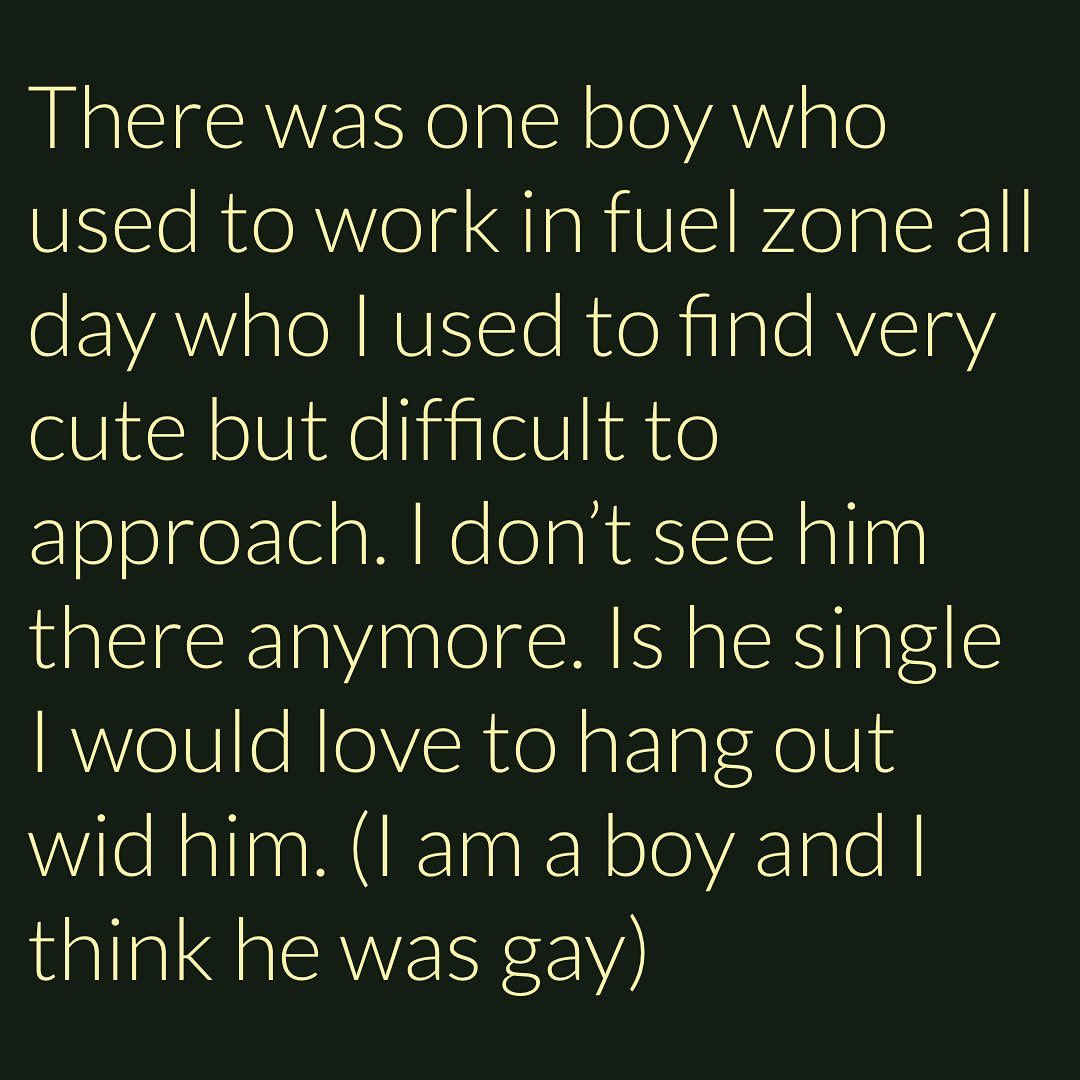 There was one boy who
used to work in fuel zone all
day who I used to find very
cute but difficult to
approach. I don’t see him
there anymore. Is he single
I would love to hang out
wid him. (I am a boy and I
think he was gay)